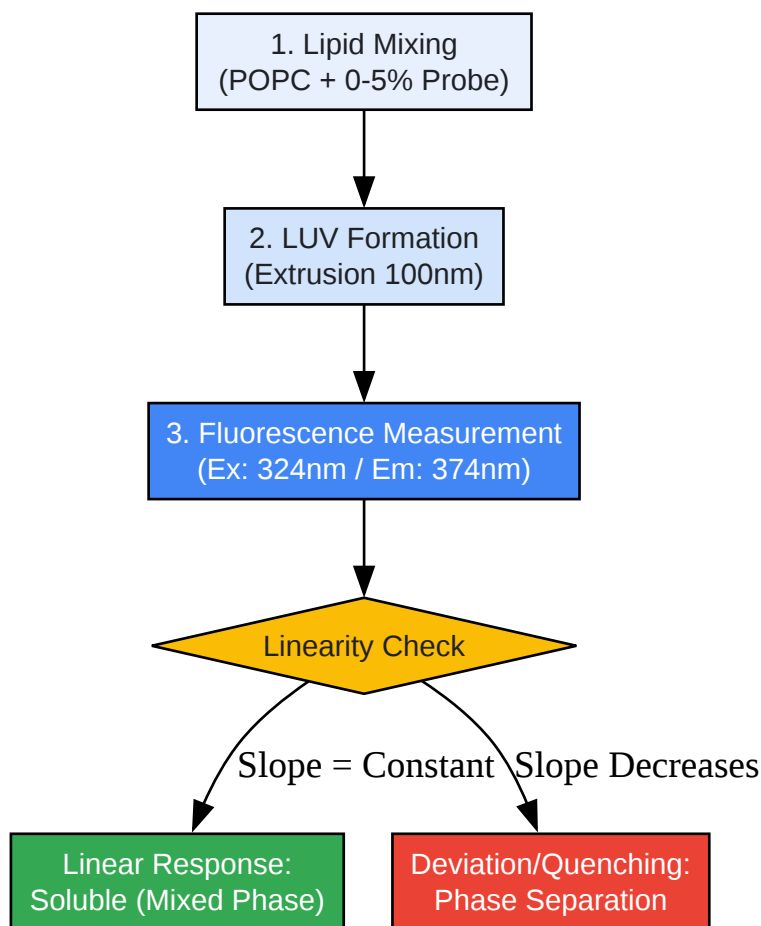 1. Lipid Mixing
(POPC + 0-5% Probe)
2. LUV Formation
(Extrusion 100nm)
3. Fluorescence Measurement
(Ex: 324nm / Em: 374nm)
Linearity Check
Slope = Constant
Slope Decreases
Linear Response:
Soluble (Mixed Phase)
Deviation/Quenching:
Phase Separation